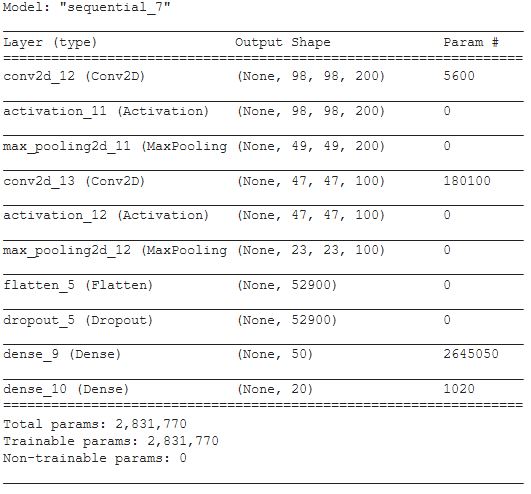 Model: "sequential_7"
Layer (type) Output Shape Param #
conv2d_12 (Conv2D) (None, 98, 98, 200) 5600
activation_11 (Activation) (None, 98, 98, 200) 0
max_pooling2d_11 (MaxPooling (None, 49, 49, 200) 0
conv2d_13 (Conv2D) (None, 47, 47, 100) 180100
activation_12 (Activation) (None, 47, 47, 100) 0
max_pooling2d_12 (MaxPooling (None, 23, 23, 100) 0
flatten_5 (Flatten) (None, 52900) 0
dropout_5 (Dropout) (None, 52900) 0
dense_9 (Dense) (None, 50) 2645050
dense_10 (Dense) (None, 20) 1020
Total params: 2,831,770
Trainable params: 2,831,770
Non-trainable params: 0